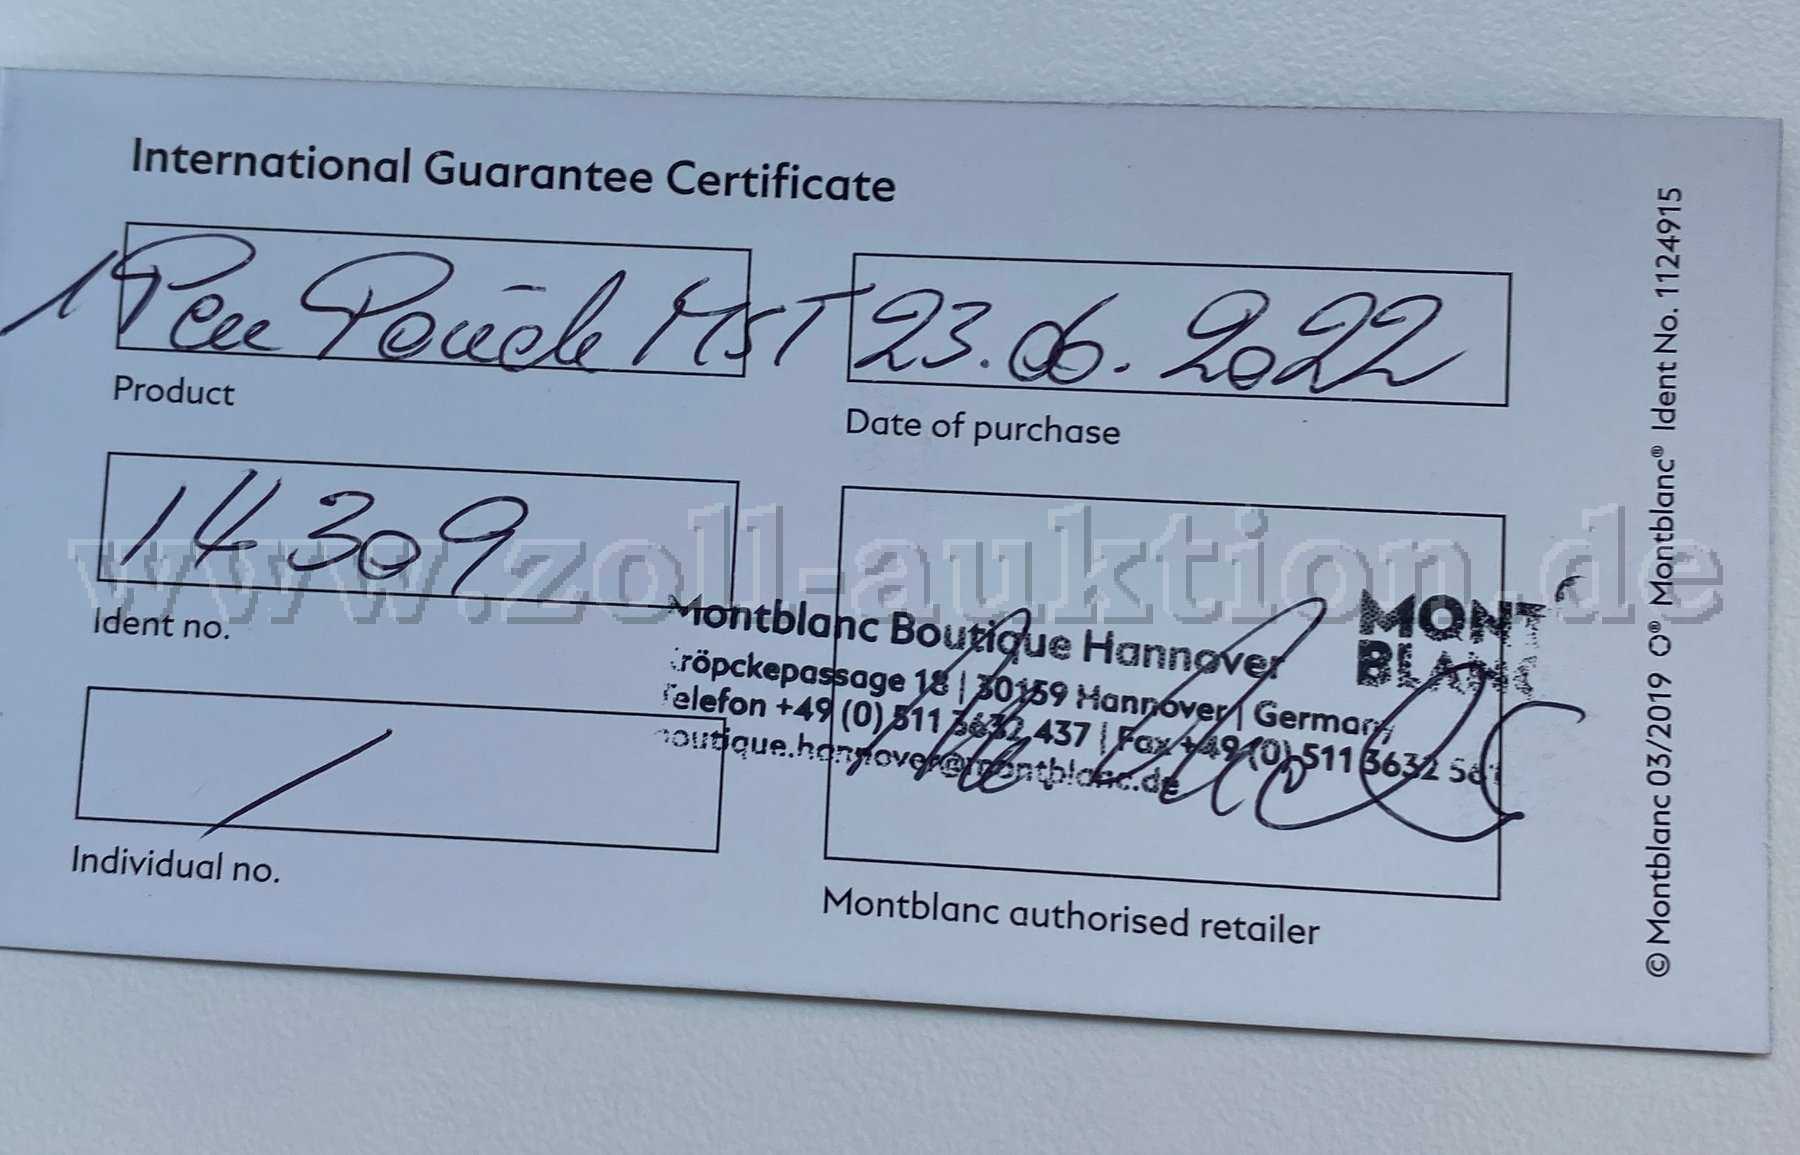 International Guarantee Certificate
1 Pen Pouch MST
Product
23.06.2022
Date of purchase
14309
Ident no.
/
Individual no.
Montblanc Boutique Hannover
Kröpckepassage 18 | 30159 Hannover | Germany
Telefon +49 (0) 511 3632 437 | Fax +49 (0) 511 3632
boutique.hannover@montblanc.de
MONT
BLANC
Montblanc authorised retailer
© Montblanc 03/2019 O® Montblanc® Ident No. 1124915
www.zoll-auktion.de